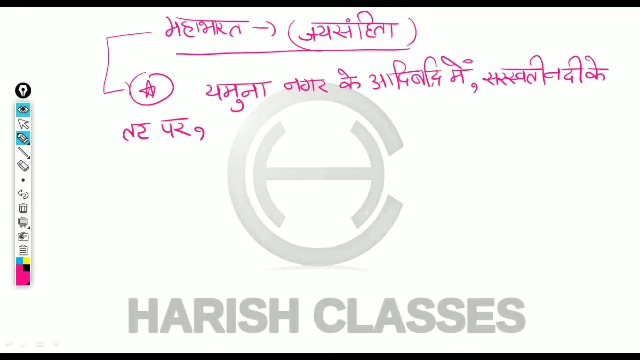 महाभारत → (जयसंहिता)
यमुना नगर के आदिबद्रि में, सरस्वती नदी के
तट पर,
HARISH CLASSES